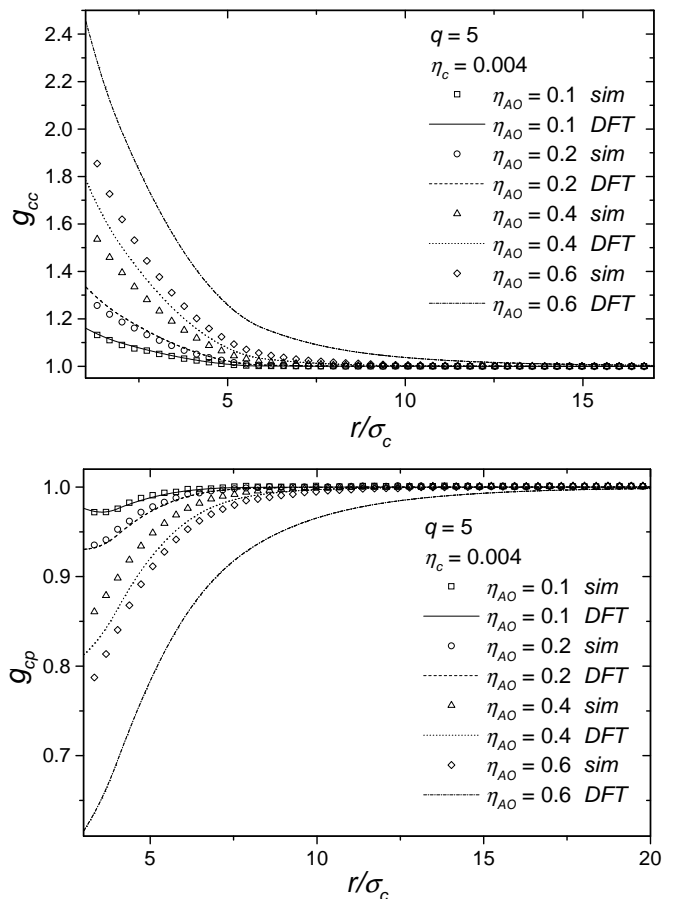 2.4
2.2
2.0
1.8
1.6
1.4
1.2
1.0
g_cc
q = 5
η_c = 0.004
η_AO = 0.1 sim
η_AO = 0.1 DFT
η_AO = 0.2 sim
η_AO = 0.2 DFT
η_AO = 0.4 sim
η_AO = 0.4 DFT
η_AO = 0.6 sim
η_AO = 0.6 DFT
5 10 15
r/σ_c
1.0
0.9
0.8
0.7
g_cp
q = 5
η_c = 0.004
η_AO = 0.1 sim
η_AO = 0.1 DFT
η_AO = 0.2 sim
η_AO = 0.2 DFT
η_AO = 0.4 sim
η_AO = 0.4 DFT
η_AO = 0.6 sim
η_AO = 0.6 DFT
5 10 15 20
r/σ_c